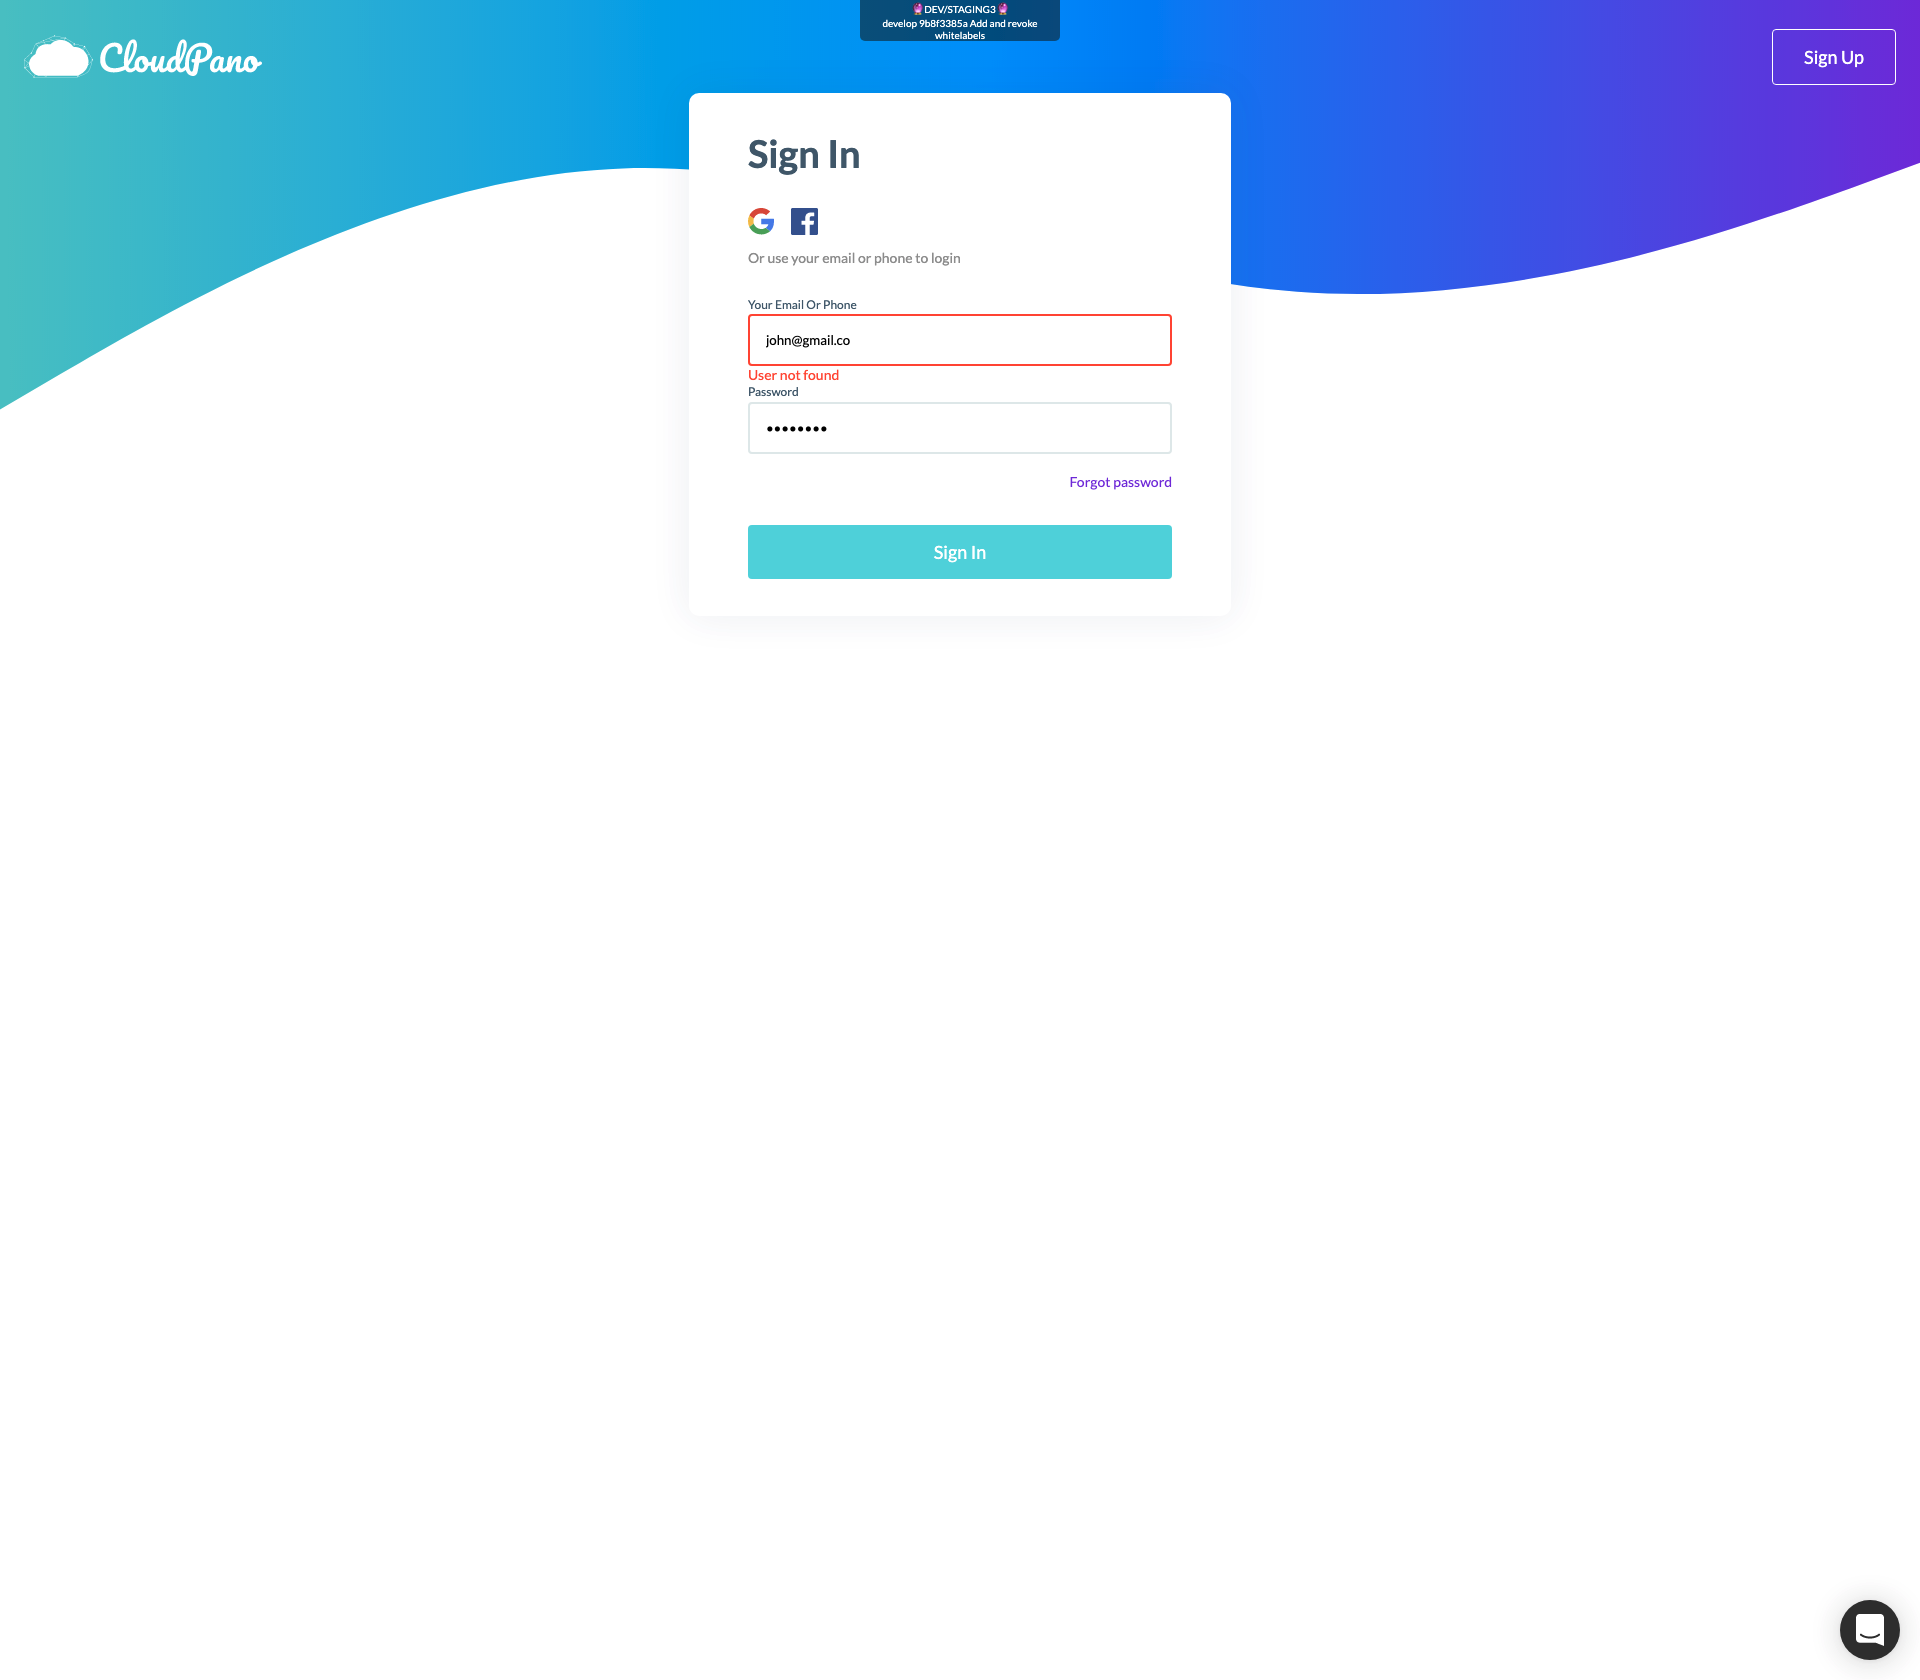 🔮DEV/STAGING3🔮
develop 9b8f3385a Add and revoke
whitelabels
CloudPano
Sign Up
Sign In
Or use your email or phone to login
Your Email Or Phone
john@gmail.co
User not found
Password
••••••••
Forgot password
Sign In